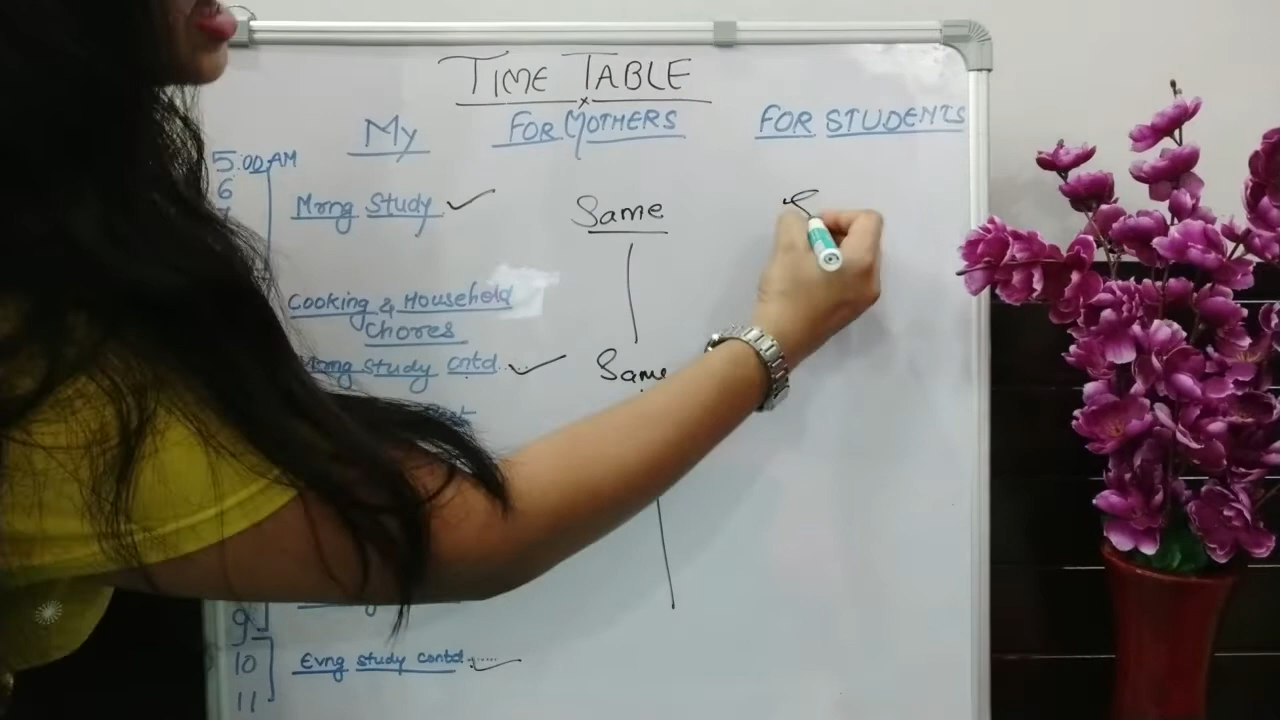 TIME TABLE
My FOR MOTHERS FOR STUDENTS
5:00 AM
6
Mrng Study Same
Cooking & Household
Chores
Mrng Study cntd... Same
9
10 Evng study contd.....
11